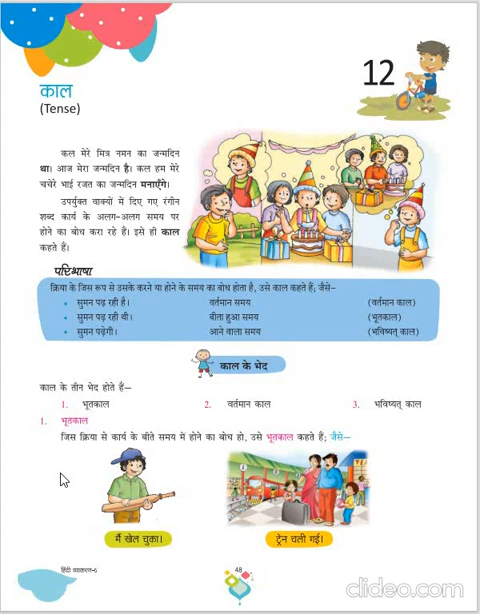 12
काल
(Tense)
कल मेरे मित्र नमन का जन्मदिन
था। आज मेरा जन्मदिन है। कल हम मेरे
चचेरे भाई रजत का जन्मदिन मनाएँगे।
उपर्युक्त वाक्यों में दिए गए रंगीन
शब्द कार्य के अलग-अलग समय पर
होने का बोध करा रहे हैं। इसे ही काल
कहते हैं।
परिभाषा
क्रिया के जिस रूप से उसके करने या होने के समय का बोध होता है, उसे काल कहते हैं; जैसे–
• सुमन पढ़ रही है। वर्तमान समय (वर्तमान काल)
• सुमन पढ़ रही थी। बीता हुआ समय (भूतकाल)
• सुमन पढ़ेगी। आने वाला समय (भविष्यत् काल)
काल के भेद
काल के तीन भेद होते हैं–
1. भूतकाल 2. वर्तमान काल 3. भविष्यत् काल
1. भूतकाल
जिस क्रिया से कार्य के बीते समय में होने का बोध हो, उसे भूतकाल कहते हैं; जैसे–
मैं खेल चुका। ट्रेन चली गई।
हिंदी व्याकरण-6
48
clideo.com